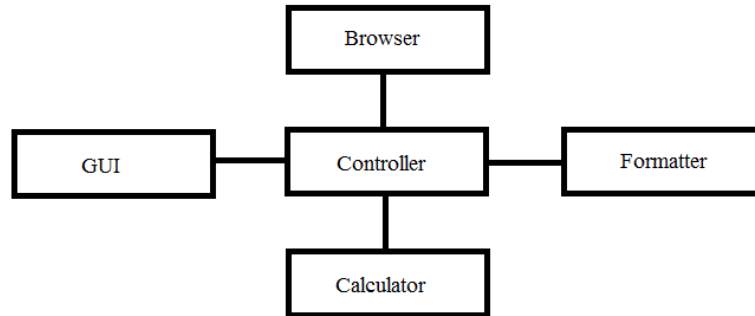 Browser
GUI
Controller
Formatter
Calculator